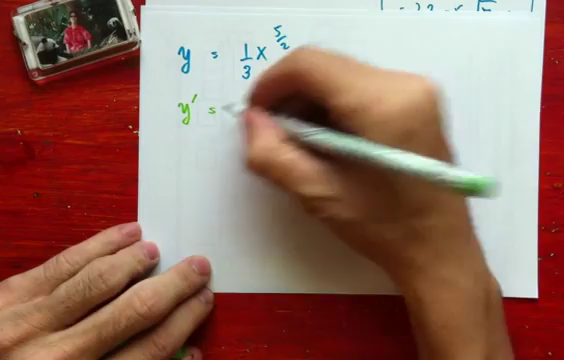 y = 1/3 x^5/2
y' =